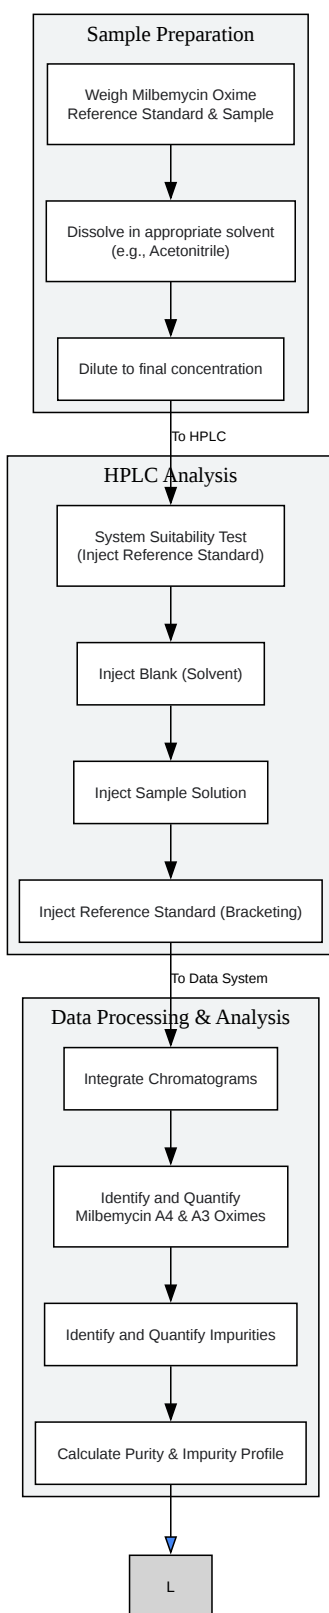 Sample Preparation
Weigh Milbemycin Oxime
Reference Standard & Sample
Dissolve in appropriate solvent
(e.g., Acetonitrile)
Dilute to final concentration
To HPLC
HPLC Analysis
System Suitability Test
(Inject Reference Standard)
Inject Blank (Solvent)
Inject Sample Solution
Inject Reference Standard (Bracketing)
To Data System
Data Processing & Analysis
Integrate Chromatograms
Identify and Quantify
Milbemycin A4 & A3 Oximes
Identify and Quantify Impurities
Calculate Purity & Impurity Profile
L